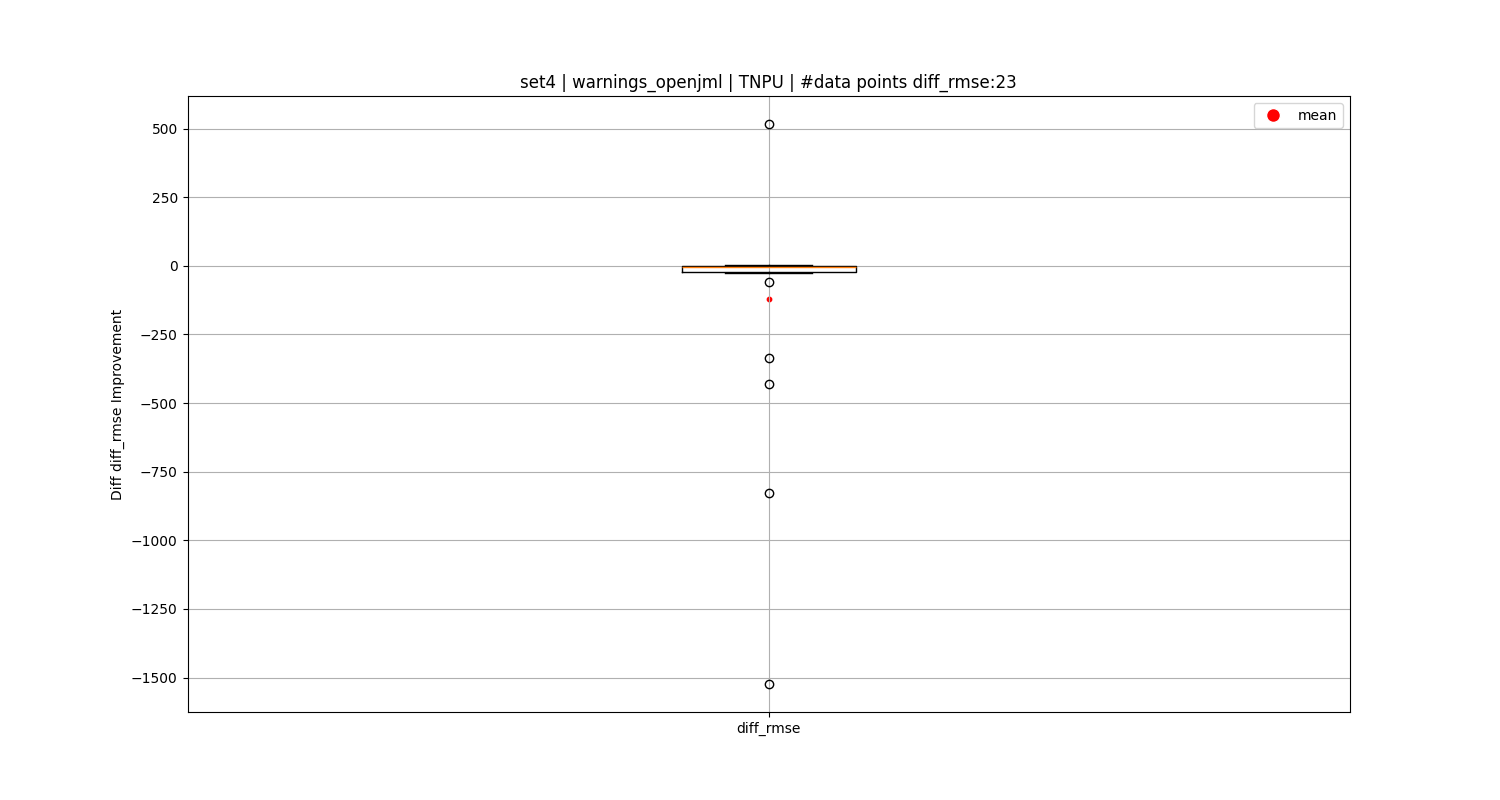 set4 | warnings_openjml | TNPU | #data points diff_rmse:23
mean
500
250
0
−250
−500
−750
−1000
−1250
−1500
Diff diff_rmse Improvement
diff_rmse